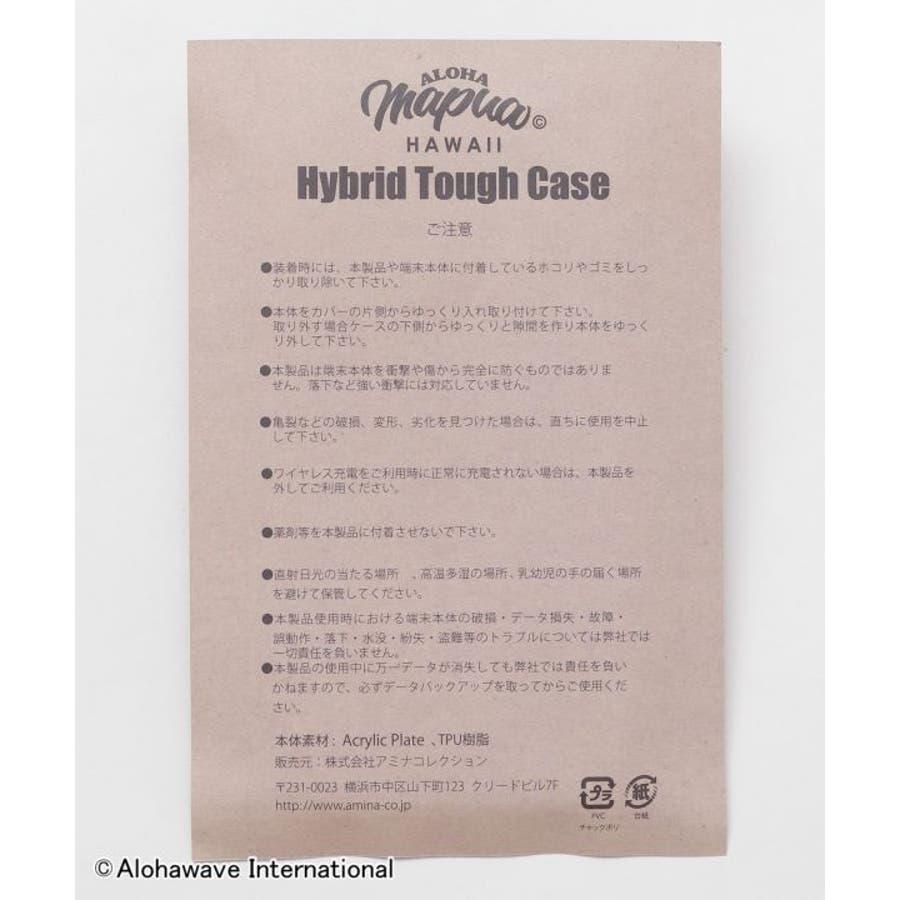 ALOHA
Mapua©
HAWAII
Hybrid Tough Case
ご注意
●装着時には、本製品や端末本体に付着しているホコリやゴミをしっ
かり取り除いて下さい。
●本体をカバーの片側からゆっくり入れ取り付けて下さい。
取り外す場合ケースの下側からゆっくりと隙間を作り本体をゆっく
り外して下さい。
●本製品は端末本体を衝撃や傷から完全に防ぐものではありま
せん。落下など強い衝撃には対応していません。
●亀裂などの破損、変形、劣化を見つけた場合は、直ちに使用を中止
して下さい。
●ワイヤレス充電をご利用時に正常に充電されない場合は、本製品を
外してご利用ください。
●薬剤等を本製品に付着させないで下さい。
●直射日光の当たる場所 、高温多湿の場所、乳幼児の手の届く場所
を避けて保管してください。
●本製品使用時における端末本体の破損・データ損失・故障・
誤動作・落下・水没・紛失・盗難等のトラブルについては弊社では
一切責任を負いません。
●本製品の使用中に万一データが消失しても弊社では責任を負い
かねますので、必ずデータバックアップを取ってからご使用くだ
さい。
本体素材: Acrylic Plate 、TPU樹脂
販売元:株式会社アミナコレクション
〒231-0023 横浜市中区山下町123 クリードビル7F
http://www.amina-co.jp
プラ 紙
PVC 台紙
チャックポリ
© Alohawave International